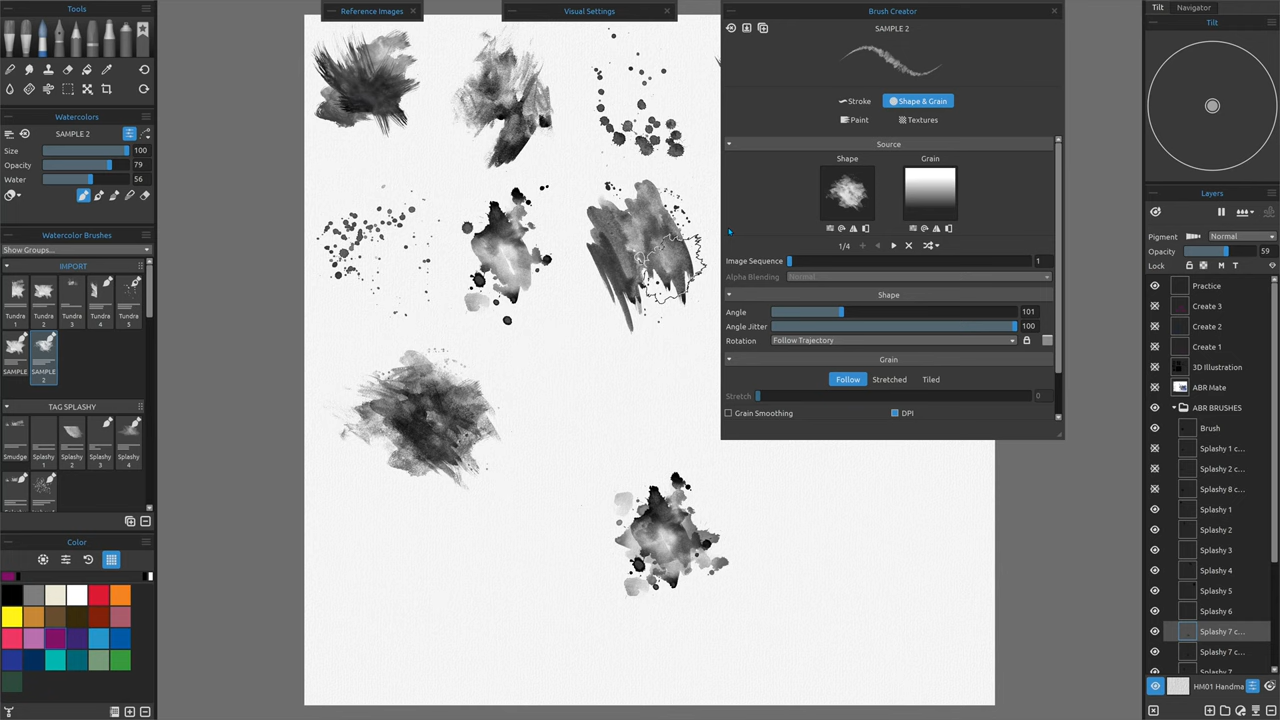 Tools
Reference Images
Visual Settings
Brush Creator
Tilt
Navigator
Tilt
SAMPLE 2
Stroke
Shape & Grain
Paint
Textures
Source
Shape
Grain
1/4
Image Sequence
1
Alpha Blending
Normal
Shape
Angle
101
Angle Jitter
100
Rotation
Follow Trajectory
Grain
Follow
Stretched
Tiled
Stretch
0
Grain Smoothing
DPI
Watercolors
SAMPLE 2
Size
100
Opacity
79
Water
56
Watercolor Brushes
Show Groups...
IMPORT
Tundra 1
Tundra 2
Tundra 3
Tundra 4
Tundra 5
SAMPLE
SAMPLE 2
TAG SPLASHY
Smudge
Splashy 1
Splashy 2
Splashy 3
Splashy 4
Color
Layers
Pigment
Normal
Opacity
59
Lock
M
T
Practice
Create 3
Create 2
Create 1
3D Illustration
ABR Mate
ABR BRUSHES
Brush
Splashy 1 c...
Splashy 2 c...
Splashy 8 c...
Splashy 1
Splashy 2
Splashy 3
Splashy 4
Splashy 5
Splashy 6
Splashy 7 c...
Splashy 7 c...
Splashy 7
HM01 Handma